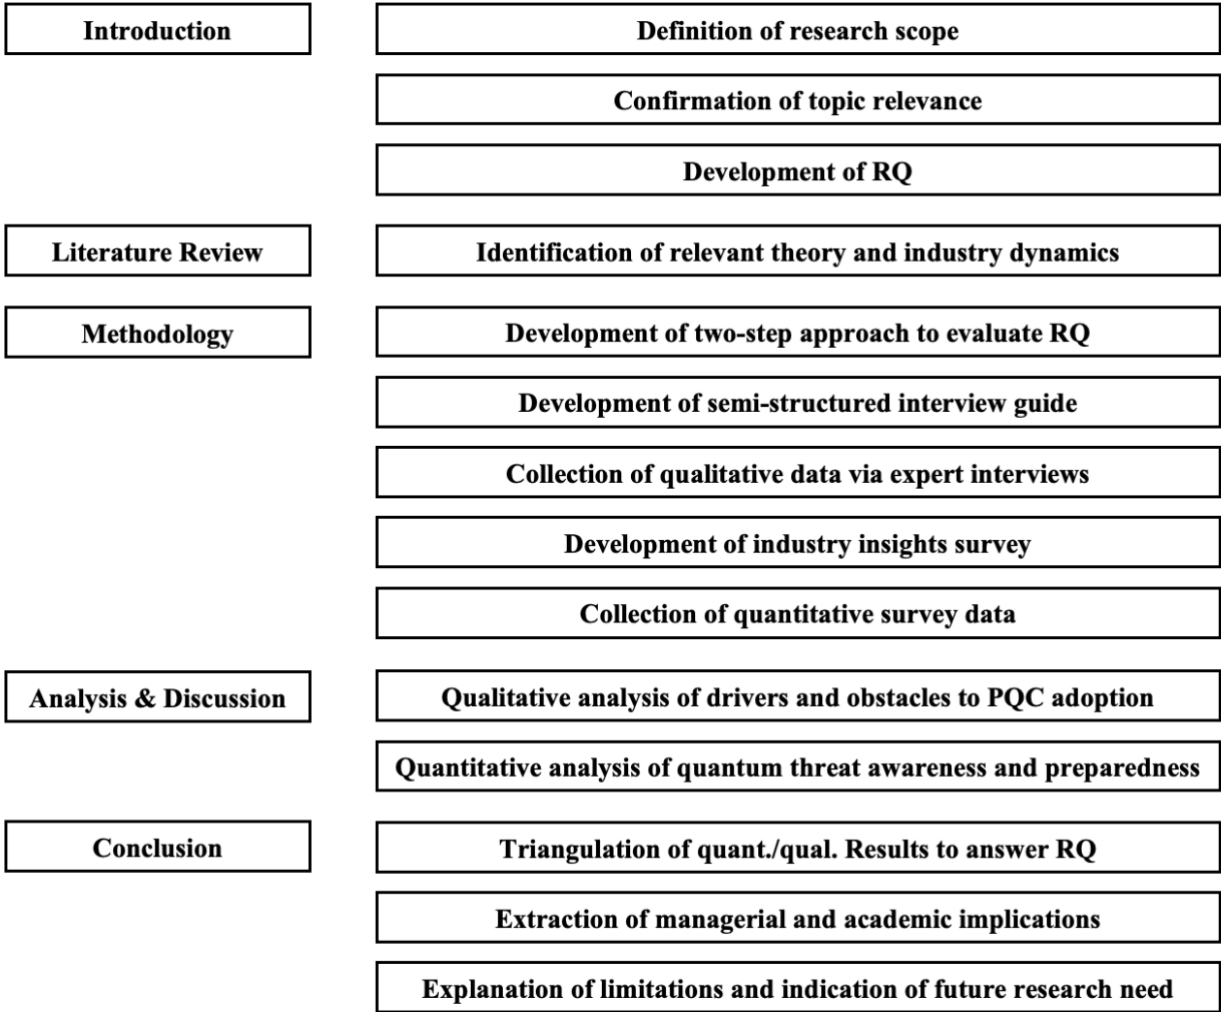 Introduction
Definition of research scope
Confirmation of topic relevance
Development of RQ
Literature Review
Identification of relevant theory and industry dynamics
Methodology
Development of two-step approach to evaluate RQ
Development of semi-structured interview guide
Collection of qualitative data via expert interviews
Development of industry insights survey
Collection of quantitative survey data
Analysis & Discussion
Qualitative analysis of drivers and obstacles to PQC adoption
Quantitative analysis of quantum threat awareness and preparedness
Conclusion
Triangulation of quant./qual. Results to answer RQ
Extraction of managerial and academic implications
Explanation of limitations and indication of future research need